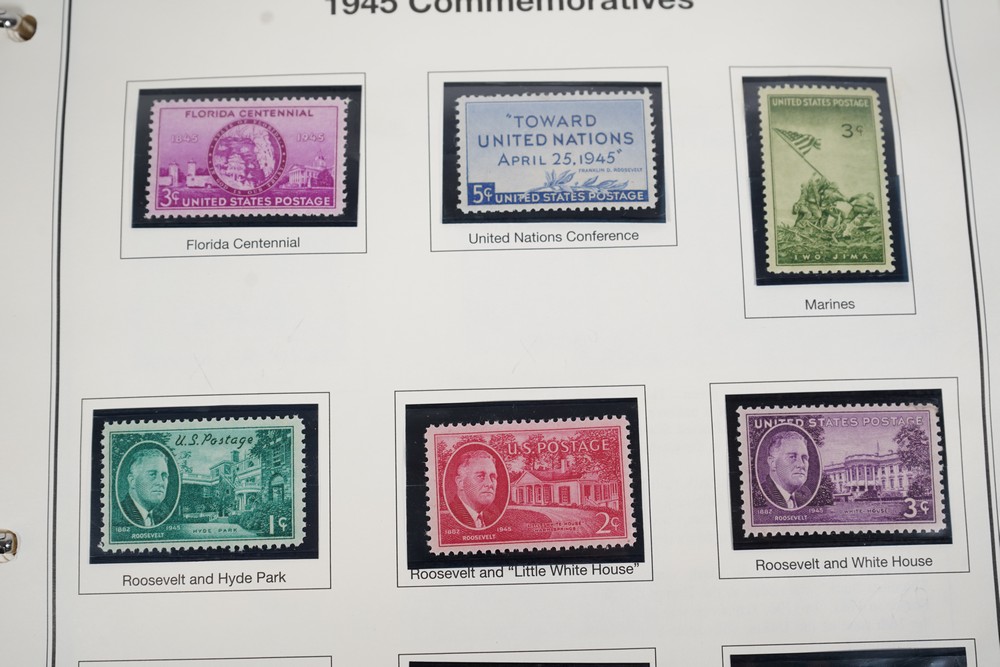 1945 Commemoratives
FLORIDA CENTENNIAL
1845 1945
3¢ UNITED STATES POSTAGE
Florida Centennial
"TOWARD
UNITED NATIONS
APRIL 25, 1945"
FRANKLIN D. ROOSEVELT
5¢ UNITED STATES POSTAGE
United Nations Conference
UNITED STATES POSTAGE
3¢
IWO JIMA
Marines
U.S. Postage
1882 1945
HYDE PARK
ROOSEVELT
1¢
Roosevelt and Hyde Park
U.S. POSTAGE
1882 1945
ROOSEVELT
2¢
Roosevelt and "Little White House"
UNITED STATES POSTAGE
1882 1945
WHITE HOUSE
ROOSEVELT
3¢
Roosevelt and White House